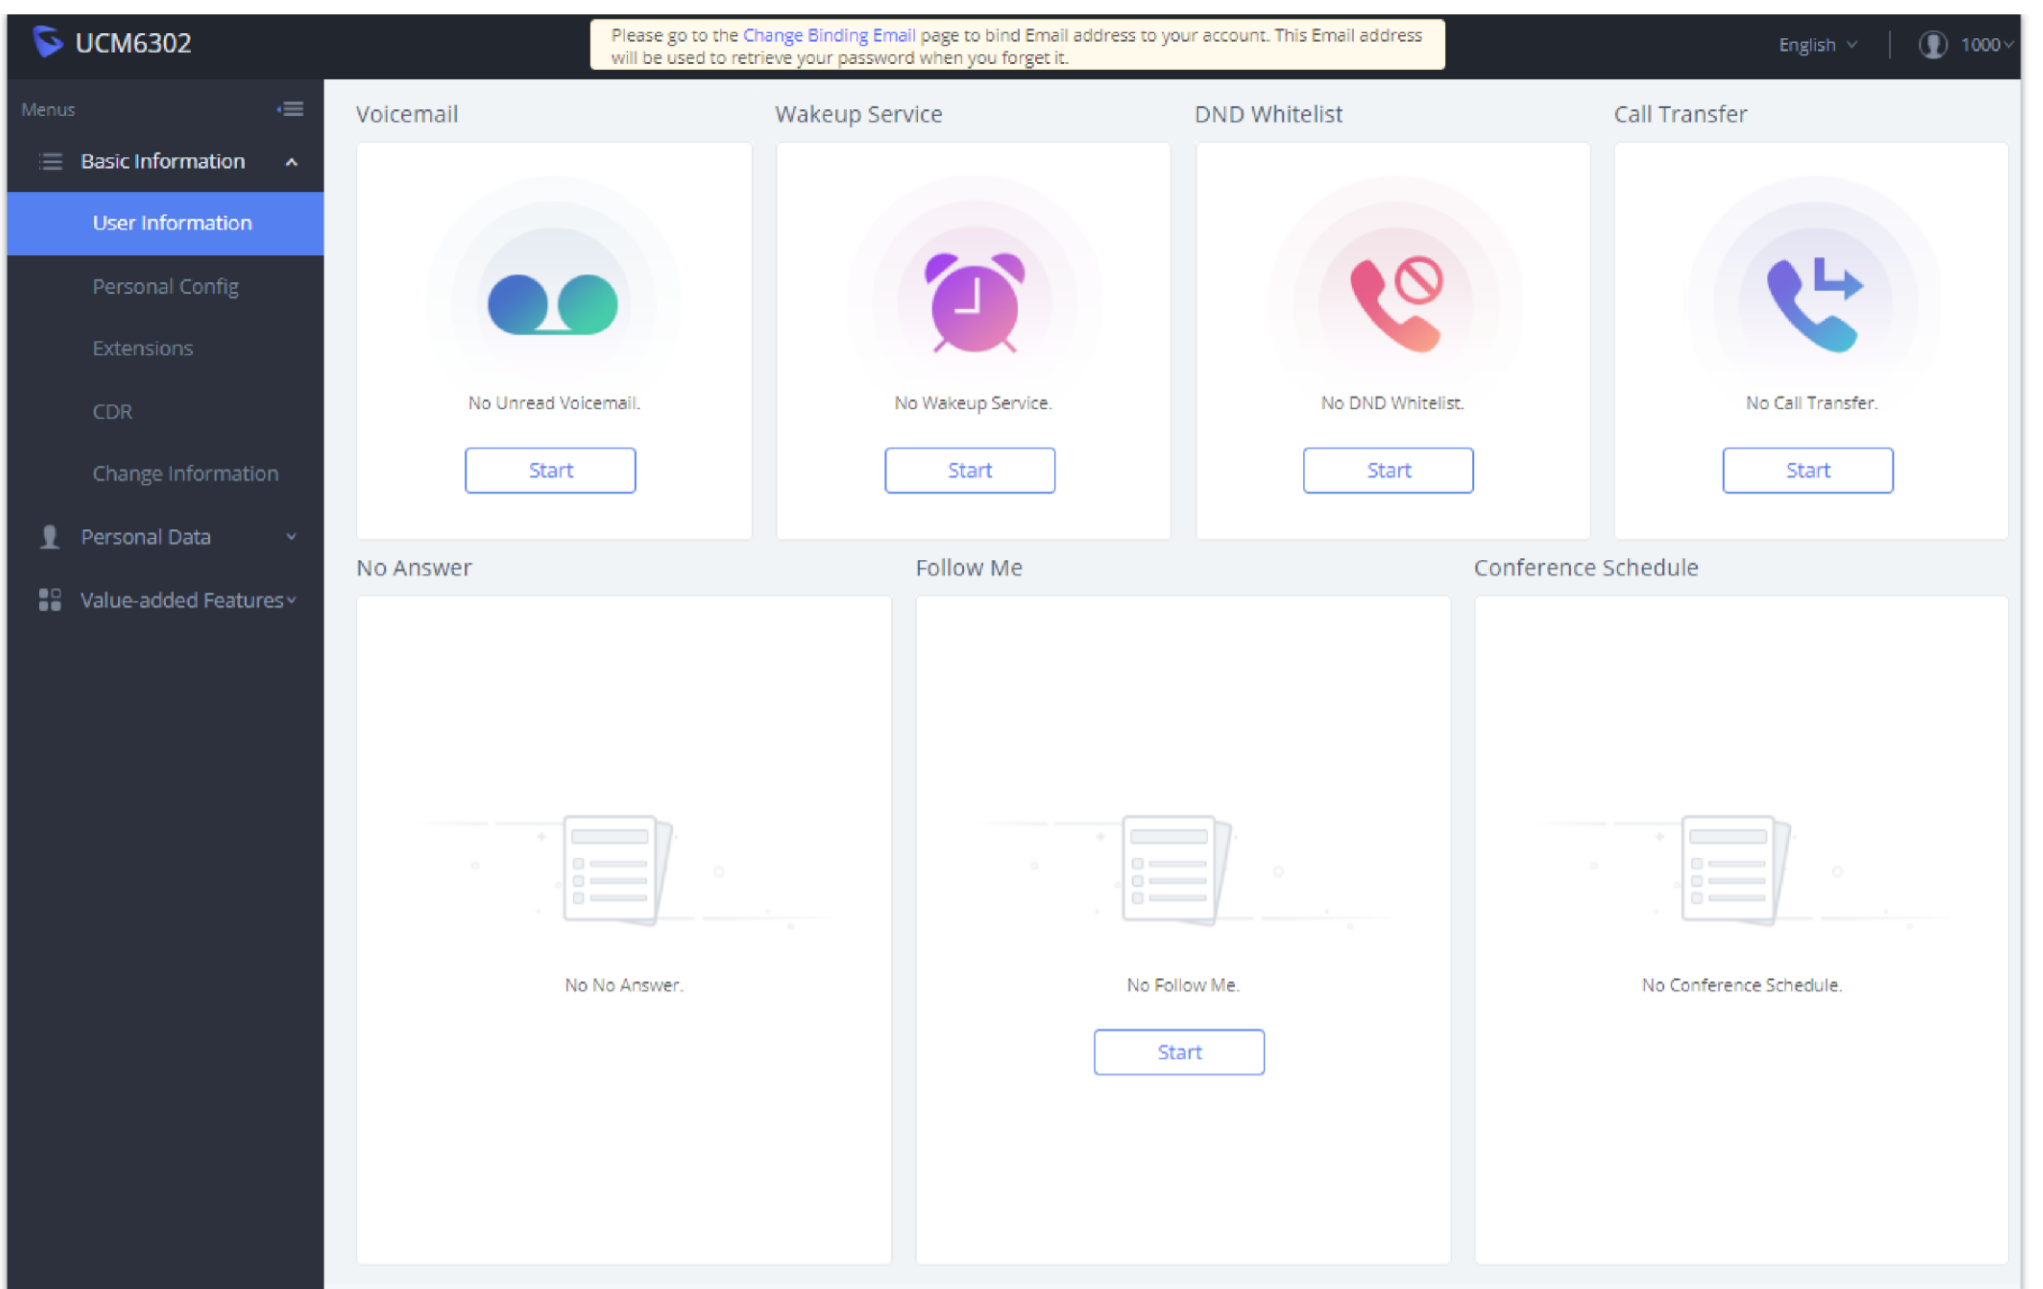 UCM6302
Please go to the Change Binding Email page to bind Email address to your account. This Email address
will be used to retrieve your password when you forget it.
English
1000
Menus
Basic Information
User Information
Personal Config
Extensions
CDR
Change Information
Personal Data
Value-added Features
Voicemail
Wakeup Service
DND Whitelist
Call Transfer
No Unread Voicemail.
No Wakeup Service.
No DND Whitelist.
No Call Transfer.
Start
Start
Start
Start
No Answer
Follow Me
Conference Schedule
No No Answer.
No Follow Me.
No Conference Schedule.
Start